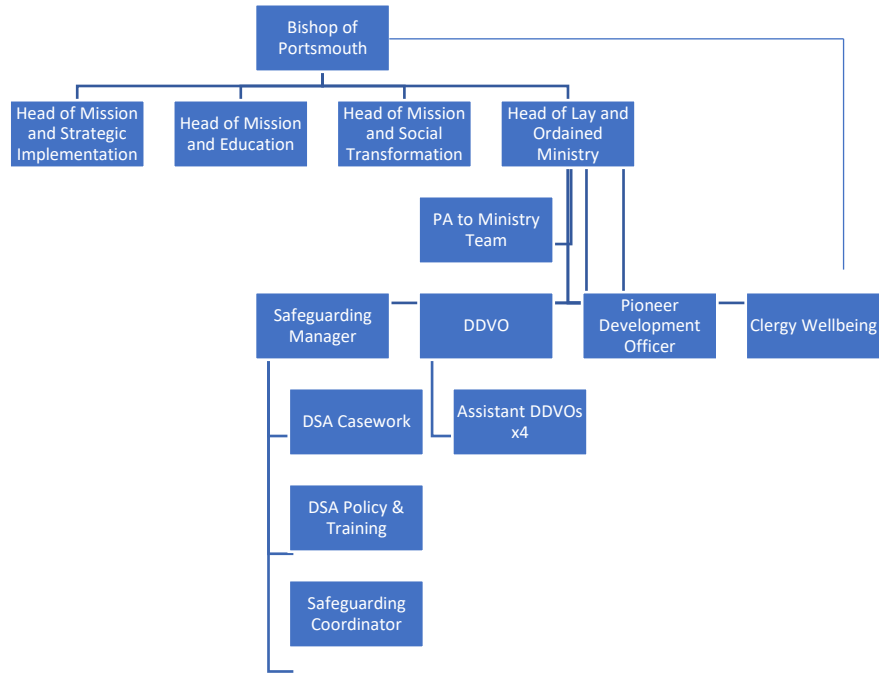 Bishop of
Portsmouth
Head of Mission
and Strategic
Implementation
Head of Mission
and Education
Head of Mission
and Social
Transformation
Head of Lay and
Ordained
Ministry
PA to Ministry
Team
Safeguarding
Manager
DDVO
Pioneer
Development
Officer
Clergy Wellbeing
DSA Casework
Assistant DDVOs
x4
DSA Policy &
Training
Safeguarding
Coordinator